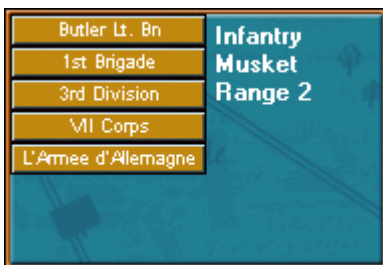 Butler Lt. Bn
1st Brigade
3rd Division
VII Corps
L'Armee d'Allemagne
Infantry
Musket
Range 2